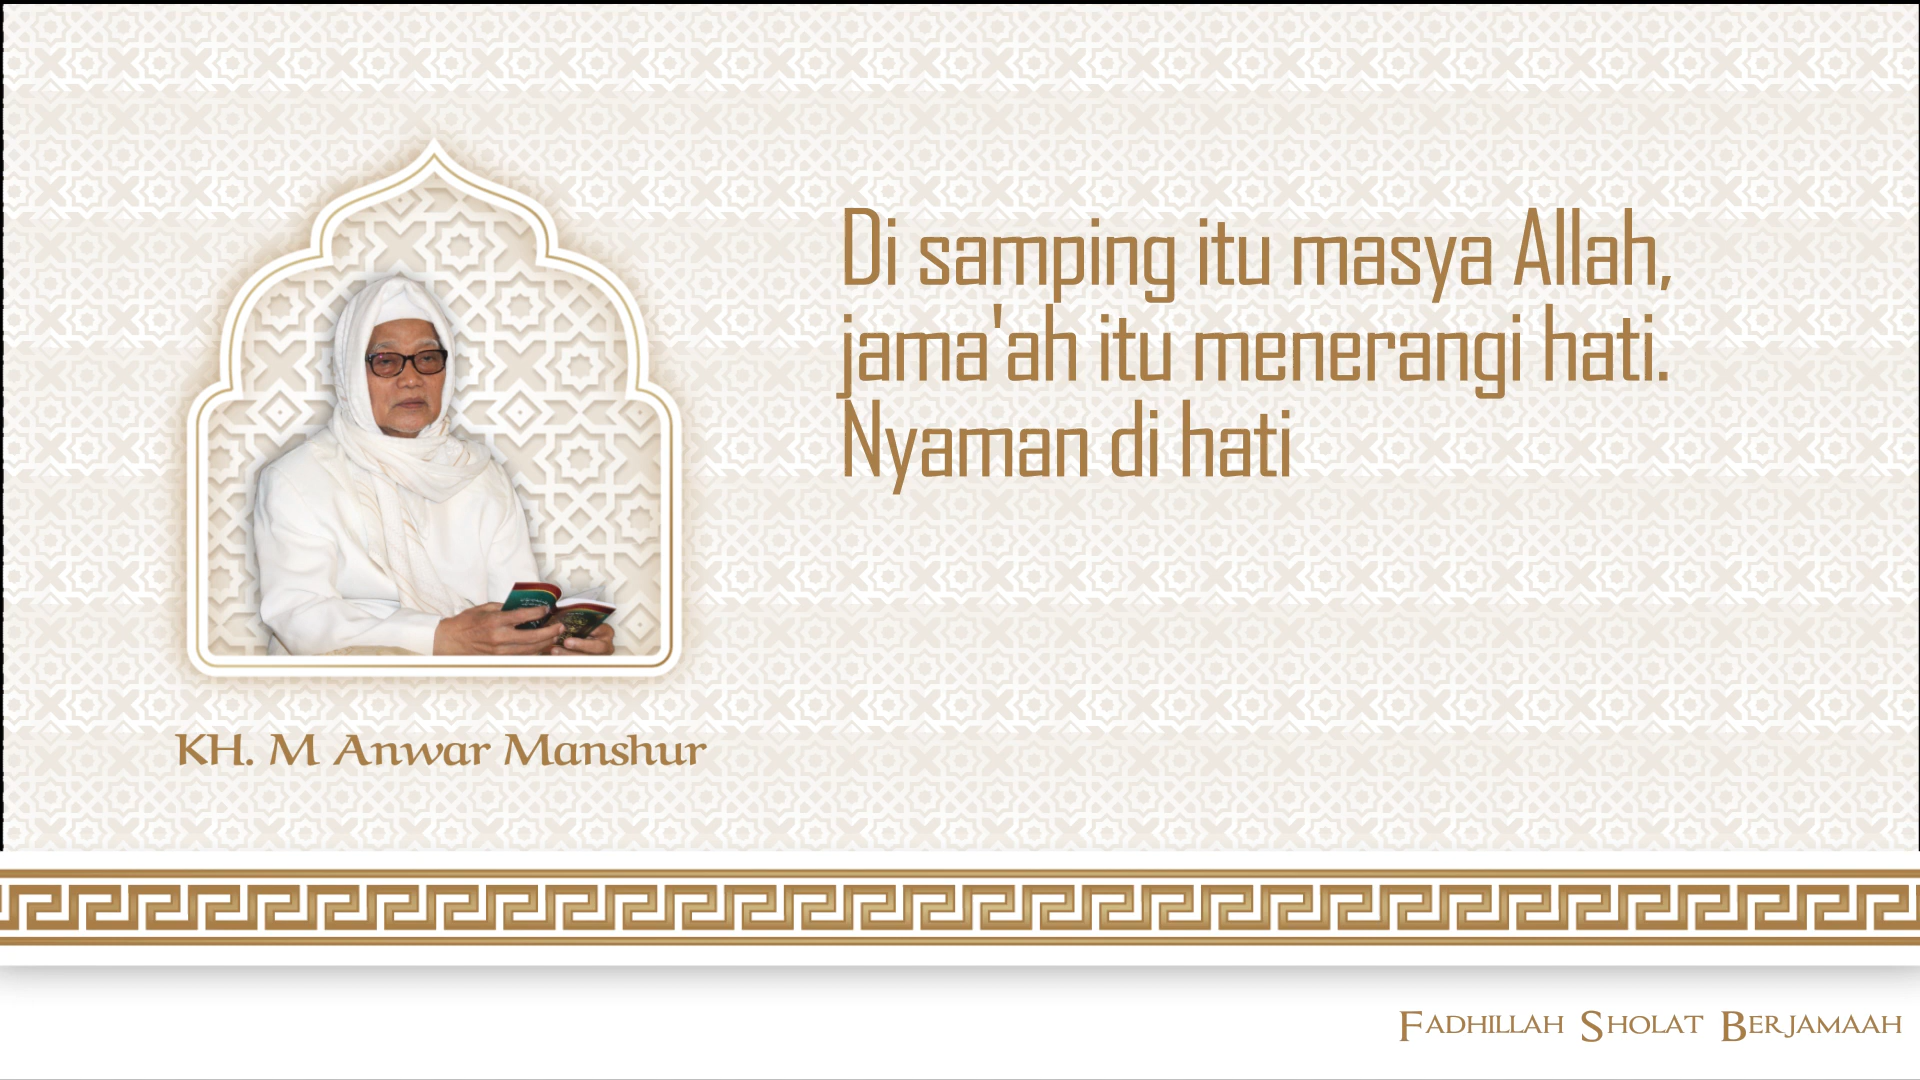 Di samping itu masya Allah,
jama'ah itu menerangi hati.
Nyaman di hati
KH. M Anwar Manshur
Fadhillah Sholat Berjamaah